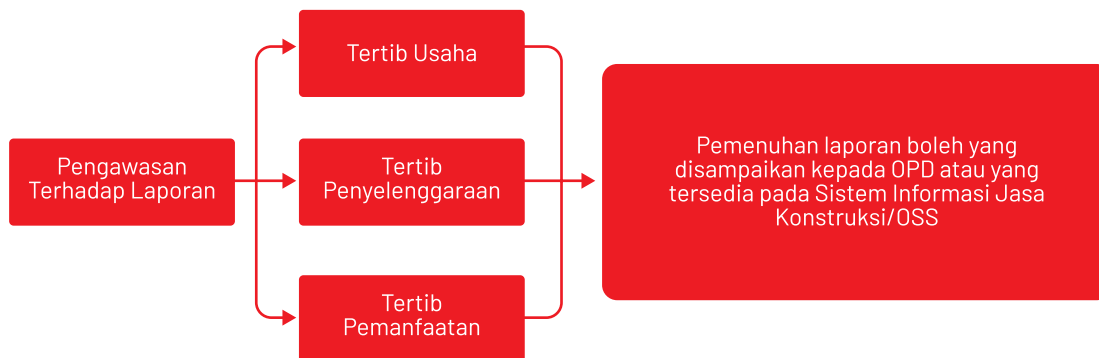 Tertib Usaha
Pengawasan
Terhadap Laporan
Tertib
Penyelenggaraan
Tertib
Pemanfaatan
Pemenuhan laporan boleh yang
disampaikan kepada OPD atau yang
tersedia pada Sistem Informasi Jasa
Konstruksi/OSS